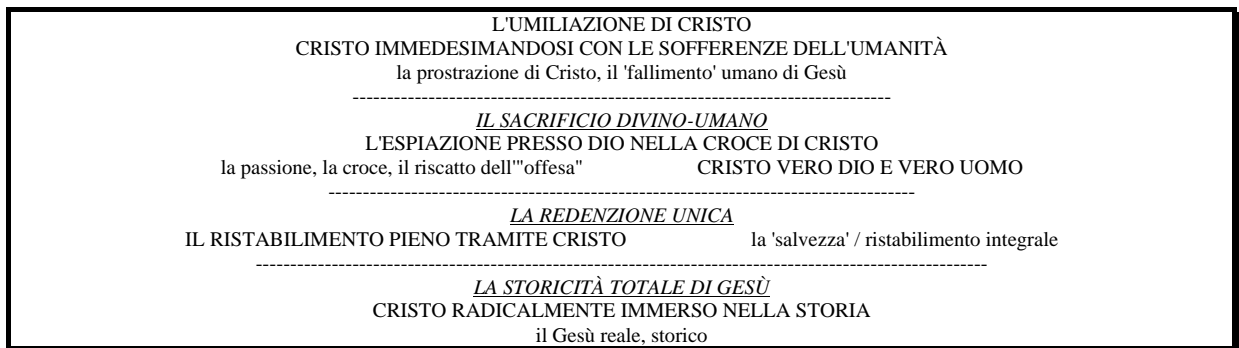 L'UMILIAZIONE DI CRISTO
CRISTO IMMEDESIMANDOSI CON LE SOFFERENZE DELL'UMANITÀ
la prostrazione di Cristo, il 'fallimento' umano di Gesù
------------------------------------------------------------------------------
IL SACRIFICIO DIVINO-UMANO
L'ESPIAZIONE PRESSO DIO NELLA CROCE DI CRISTO
la passione, la croce, il riscatto dell'"offesa" CRISTO VERO DIO E VERO UOMO
-------------------------------------------------------------------------------------
LA REDENZIONE UNICA
IL RISTABILIMENTO PIENO TRAMITE CRISTO la 'salvezza' / ristabilimento integrale
----------------------------------------------------------------------------------------------------------
LA STORICITÀ TOTALE DI GESÙ
CRISTO RADICALMENTE IMMERSO NELLA STORIA
il Gesù reale, storico